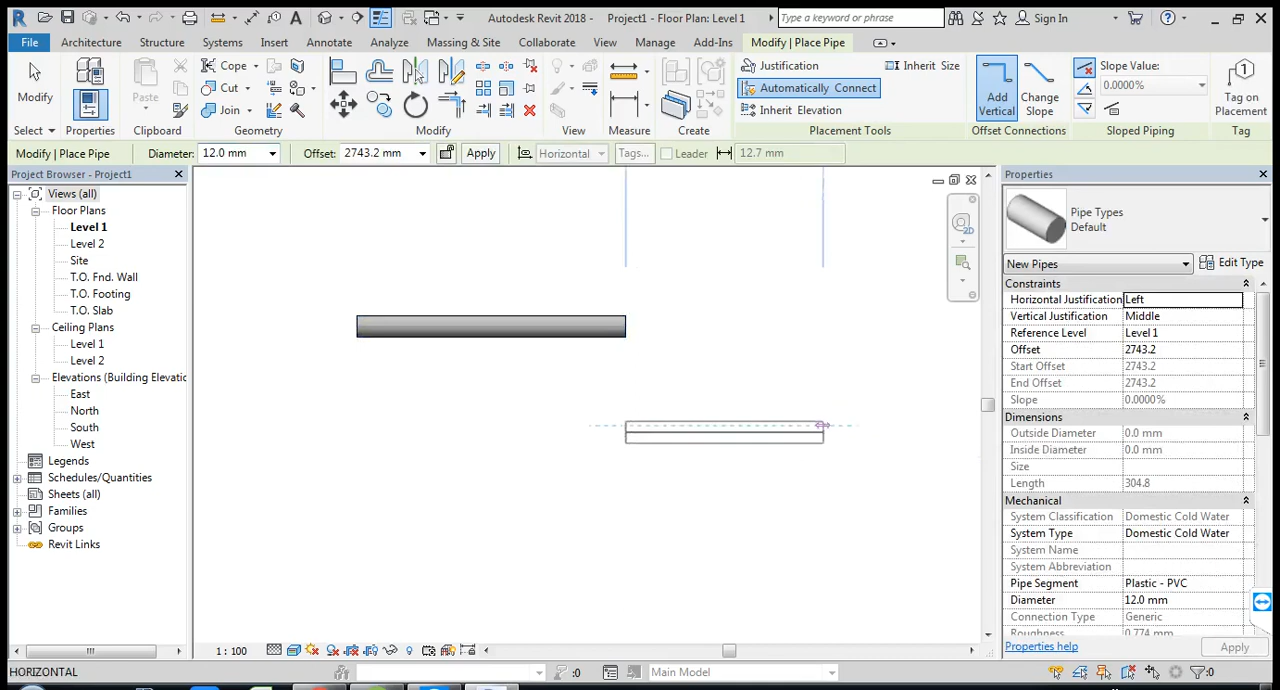 Autodesk Revit 2018 - Project1 - Floor Plan: Level 1
Type a keyword or phrase
Sign In
File Architecture Structure Systems Insert Annotate Analyze Massing & Site Collaborate View Manage Add-Ins Modify | Place Pipe
Modify
Select
Properties
Paste
Clipboard
Cope
Cut
Join
Geometry
Modify
View
Measure
Create
Justification
Automatically Connect
Inherit Elevation
Inherit Size
Placement Tools
Add Vertical
Change Slope
Offset Connections
Slope Value:
0.0000%
Sloped Piping
Tag on Placement
Tag
Modify | Place Pipe Diameter: 12.0 mm Offset: 2743.2 mm Apply Horizontal Tags... Leader 12.7 mm
Project Browser - Project1
Views (all)
Floor Plans
Level 1
Level 2
Site
T.O. Fnd. Wall
T.O. Footing
T.O. Slab
Ceiling Plans
Level 1
Level 2
Elevations (Building Elevatio
East
North
South
West
Legends
Schedules/Quantities
Sheets (all)
Families
Groups
Revit Links
2D
Properties
Pipe Types
Default
New Pipes Edit Type
Constraints
Horizontal Justification Left
Vertical Justification Middle
Reference Level Level 1
Offset 2743.2
Start Offset 2743.2
End Offset 2743.2
Slope 0.0000%
Dimensions
Outside Diameter 0.0 mm
Inside Diameter 0.0 mm
Size
Length 304.8
Mechanical
System Classification Domestic Cold Water
System Type Domestic Cold Water
System Name
System Abbreviation
Pipe Segment Plastic - PVC
Diameter 12.0 mm
Connection Type Generic
Roughness 0.774 mm
Properties help Apply
1 : 100
HORIZONTAL :0 Main Model :0